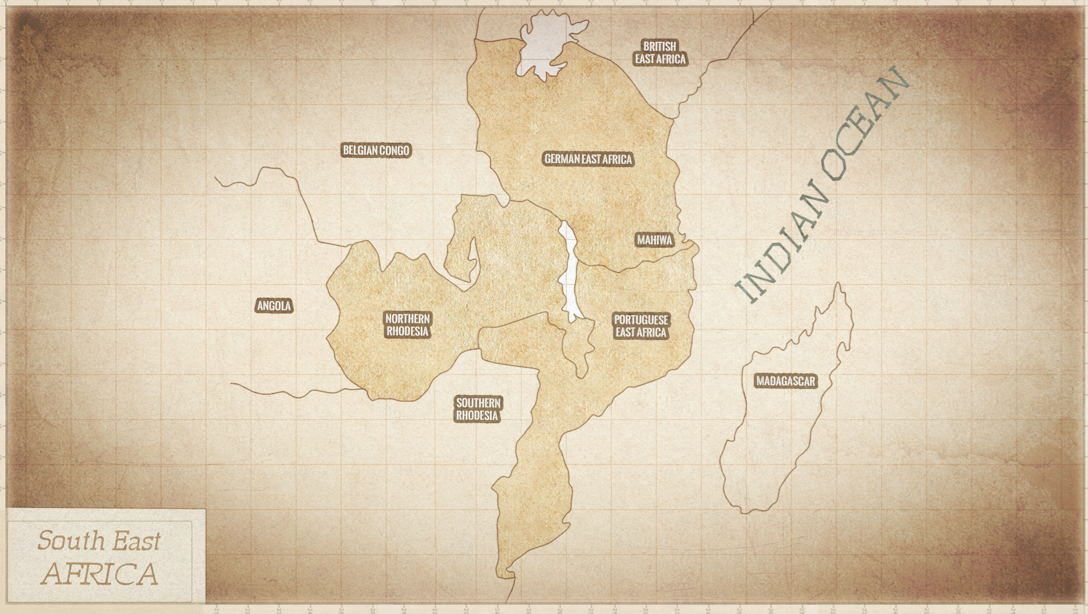 BRITISH
EAST AFRICA
BELGIAN CONGO
GERMAN EAST AFRICA
INDIAN OCEAN
MAHIWA
ANGOLA
NORTHERN
RHODESIA
PORTUGUESE
EAST AFRICA
MADAGASCAR
SOUTHERN
RHODESIA
South East
AFRICA